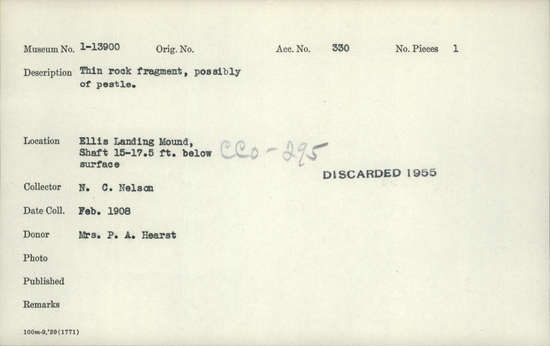 Museum No. 1-13900 Orig. No. Acc. No. 330 No. Pieces 1
Description Thin rock fragment, possibly
of pestle.
Location Ellis Landing Mound,
Shaft 15-17.5 ft. below
surface
CCo-295
DISCARDED 1955
Collector N. C. Nelson
Date Coll. Feb. 1908
Donor Mrs. P. A. Hearst
Photo
Published
Remarks
100m-9,'29(1771)